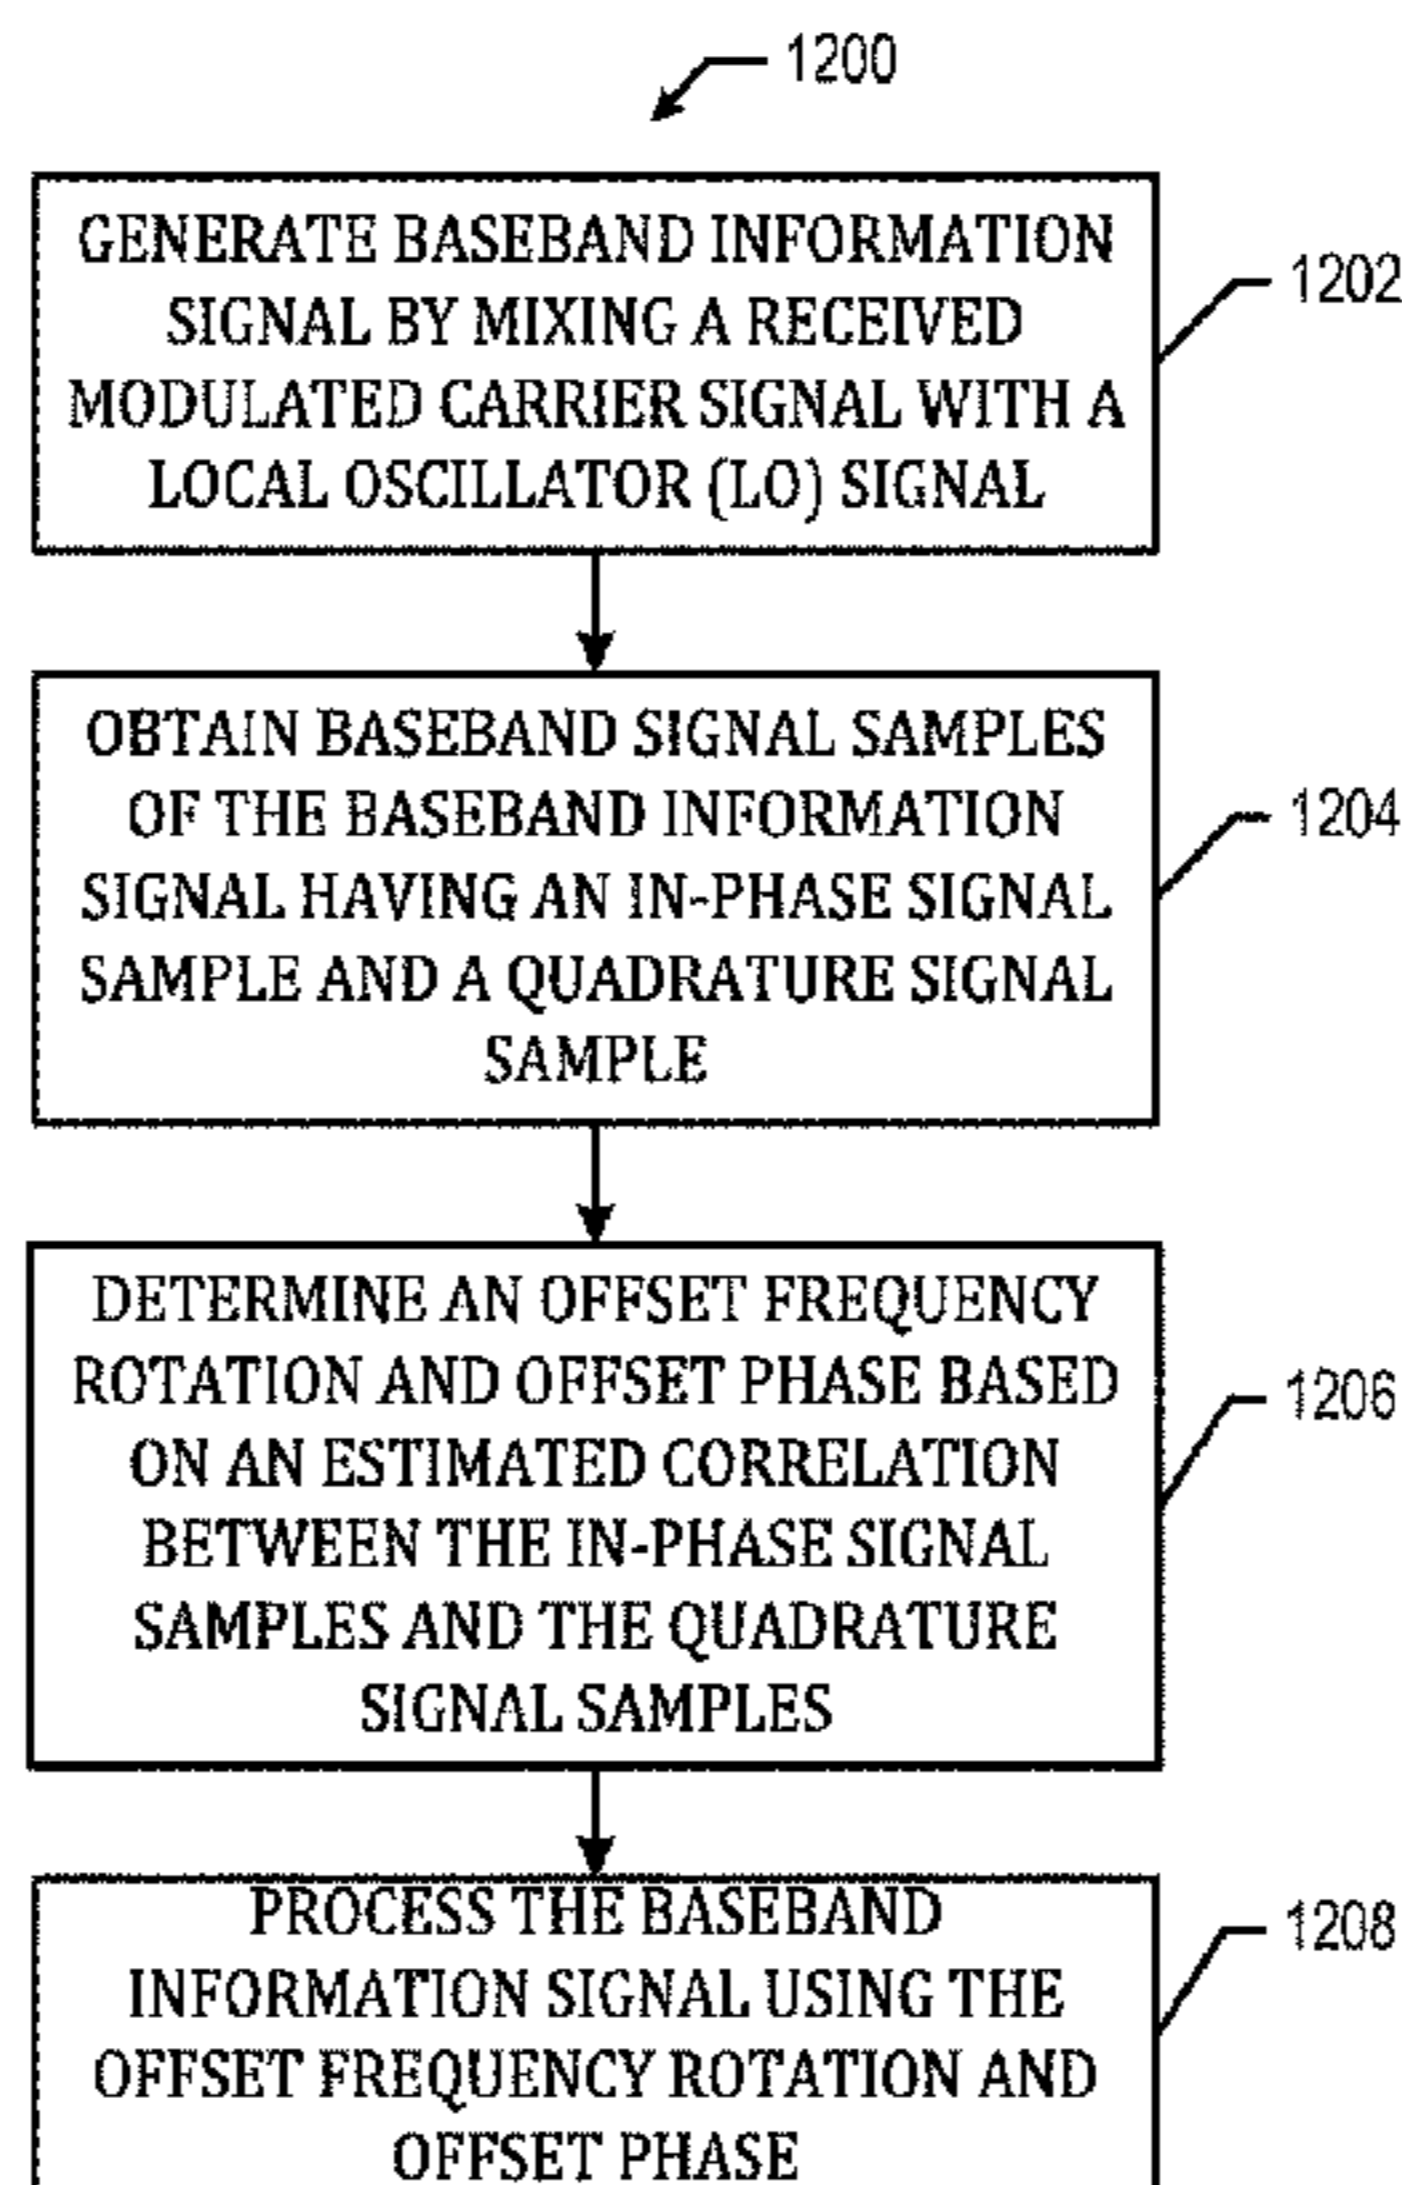 1200
GENERATE BASEBAND INFORMATION
SIGNAL BY MIXING A RECEIVED
MODULATED CARRIER SIGNAL WITH A
LOCAL OSCILLATOR (LO) SIGNAL
1202
OBTAIN BASEBAND SIGNAL SAMPLES
OF THE BASEBAND INFORMATION
SIGNAL HAVING AN IN-PHASE SIGNAL
SAMPLE AND A QUADRATURE SIGNAL
SAMPLE
1204
DETERMINE AN OFFSET FREQUENCY
ROTATION AND OFFSET PHASE BASED
ON AN ESTIMATED CORRELATION
BETWEEN THE IN-PHASE SIGNAL
SAMPLES AND THE QUADRATURE
SIGNAL SAMPLES
1206
PROCESS THE BASEBAND
INFORMATION SIGNAL USING THE
OFFSET FREQUENCY ROTATION AND
OFFSET PHASE
1208